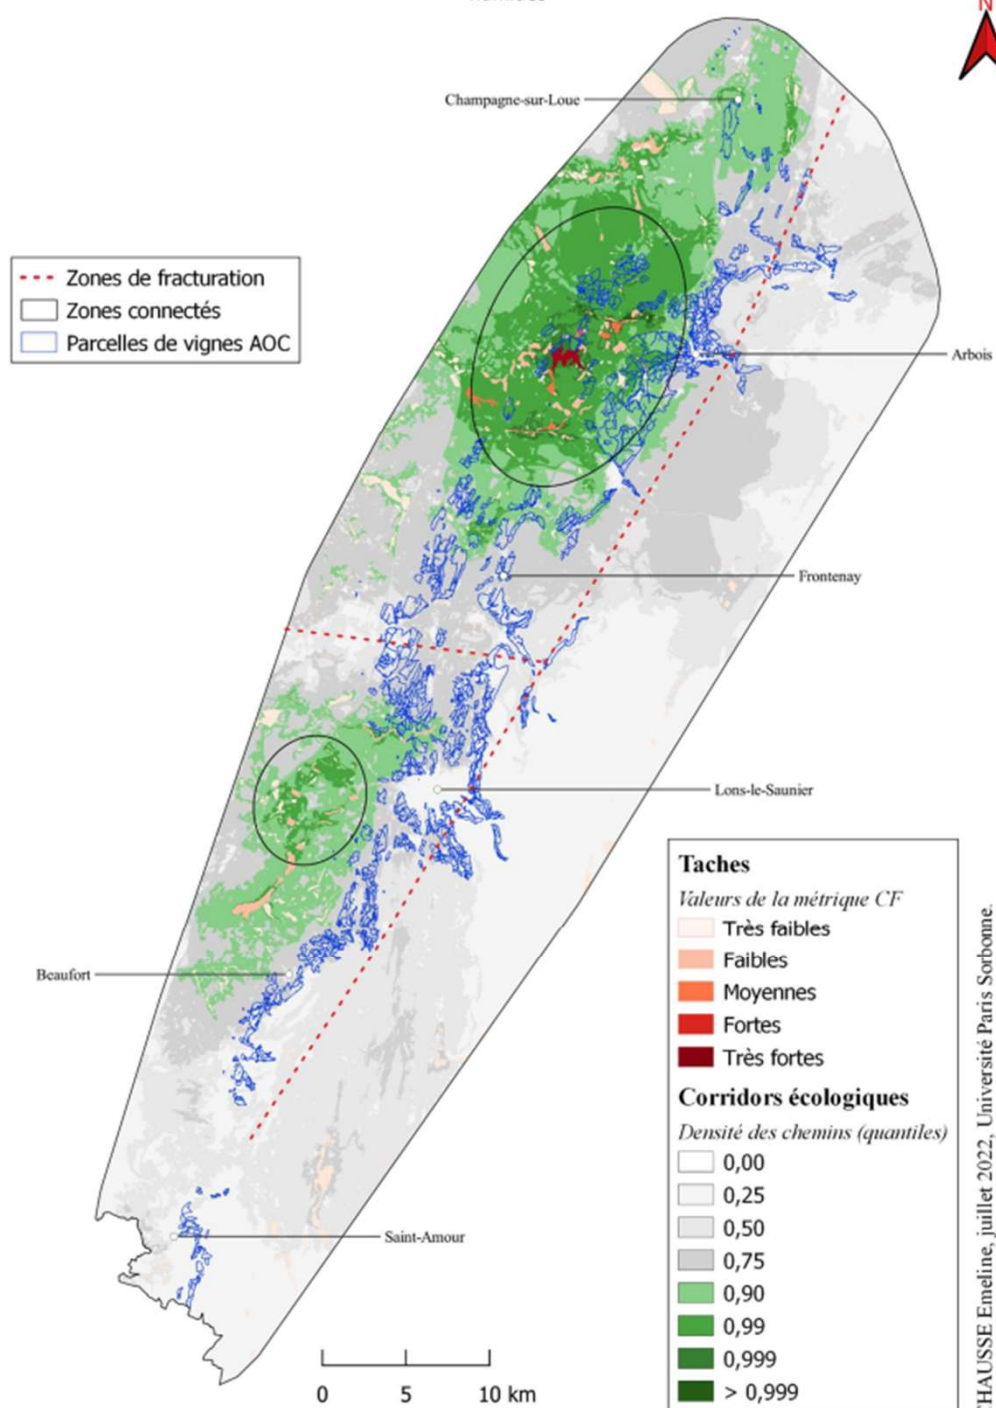 N
Champagne-sur-Loue
Zones de fracturation
Zones connectés
Parcelles de vignes AOC
Arbois
Frontenay
Lons-le-Saunier
Beaufort
Saint-Amour
0 5 10 km
Taches
Valeurs de la métrique CF
Très faibles
Faibles
Moyennes
Fortes
Très fortes
Corridors écologiques
Densité des chemins (quantiles)
0,00
0,25
0,50
0,75
0,90
0,99
0,999
> 0,999
CHAUSSE Emeline, juillet 2022, Université Paris Sorbonne.